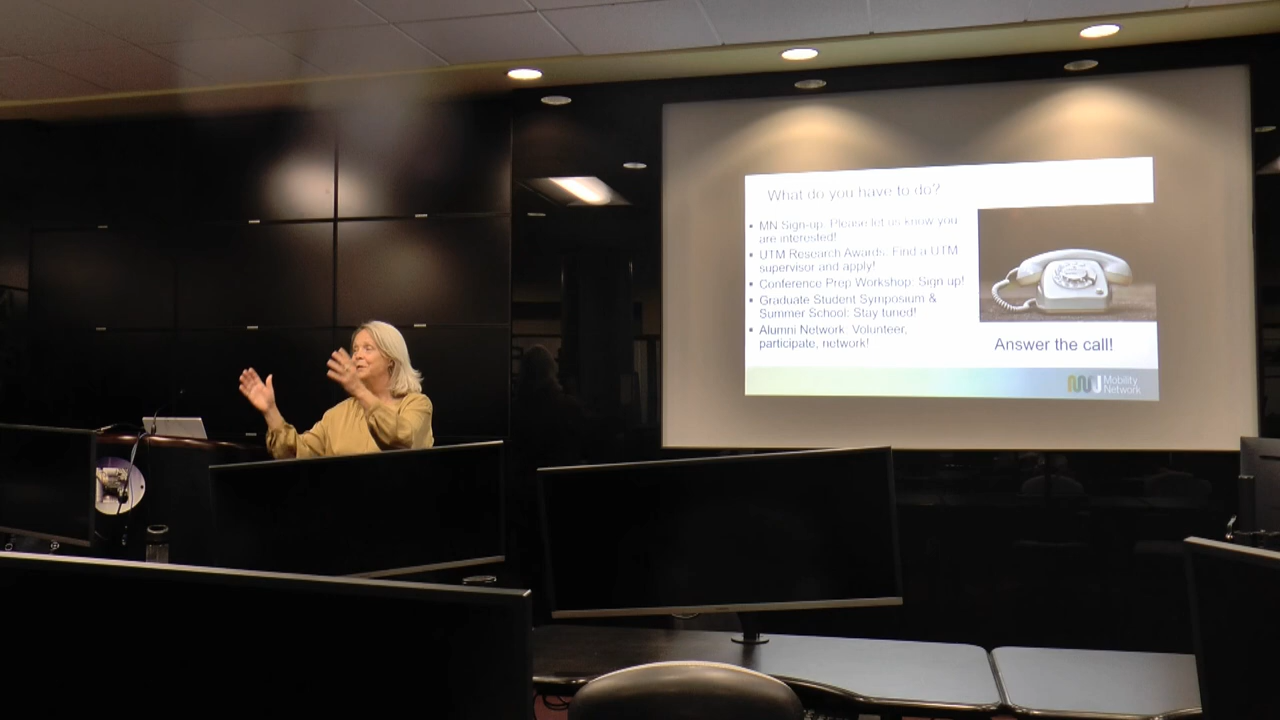 What do you have to do?
▪ MN Sign-up: Please let us know you
are interested!
▪ UTM Research Awards: Find a UTM
supervisor and apply!
▪ Conference Prep Workshop: Sign up!
▪ Graduate Student Symposium &
Summer School: Stay tuned!
▪ Alumni Network: Volunteer,
participate, network!
Answer the call!
Mobility
Network